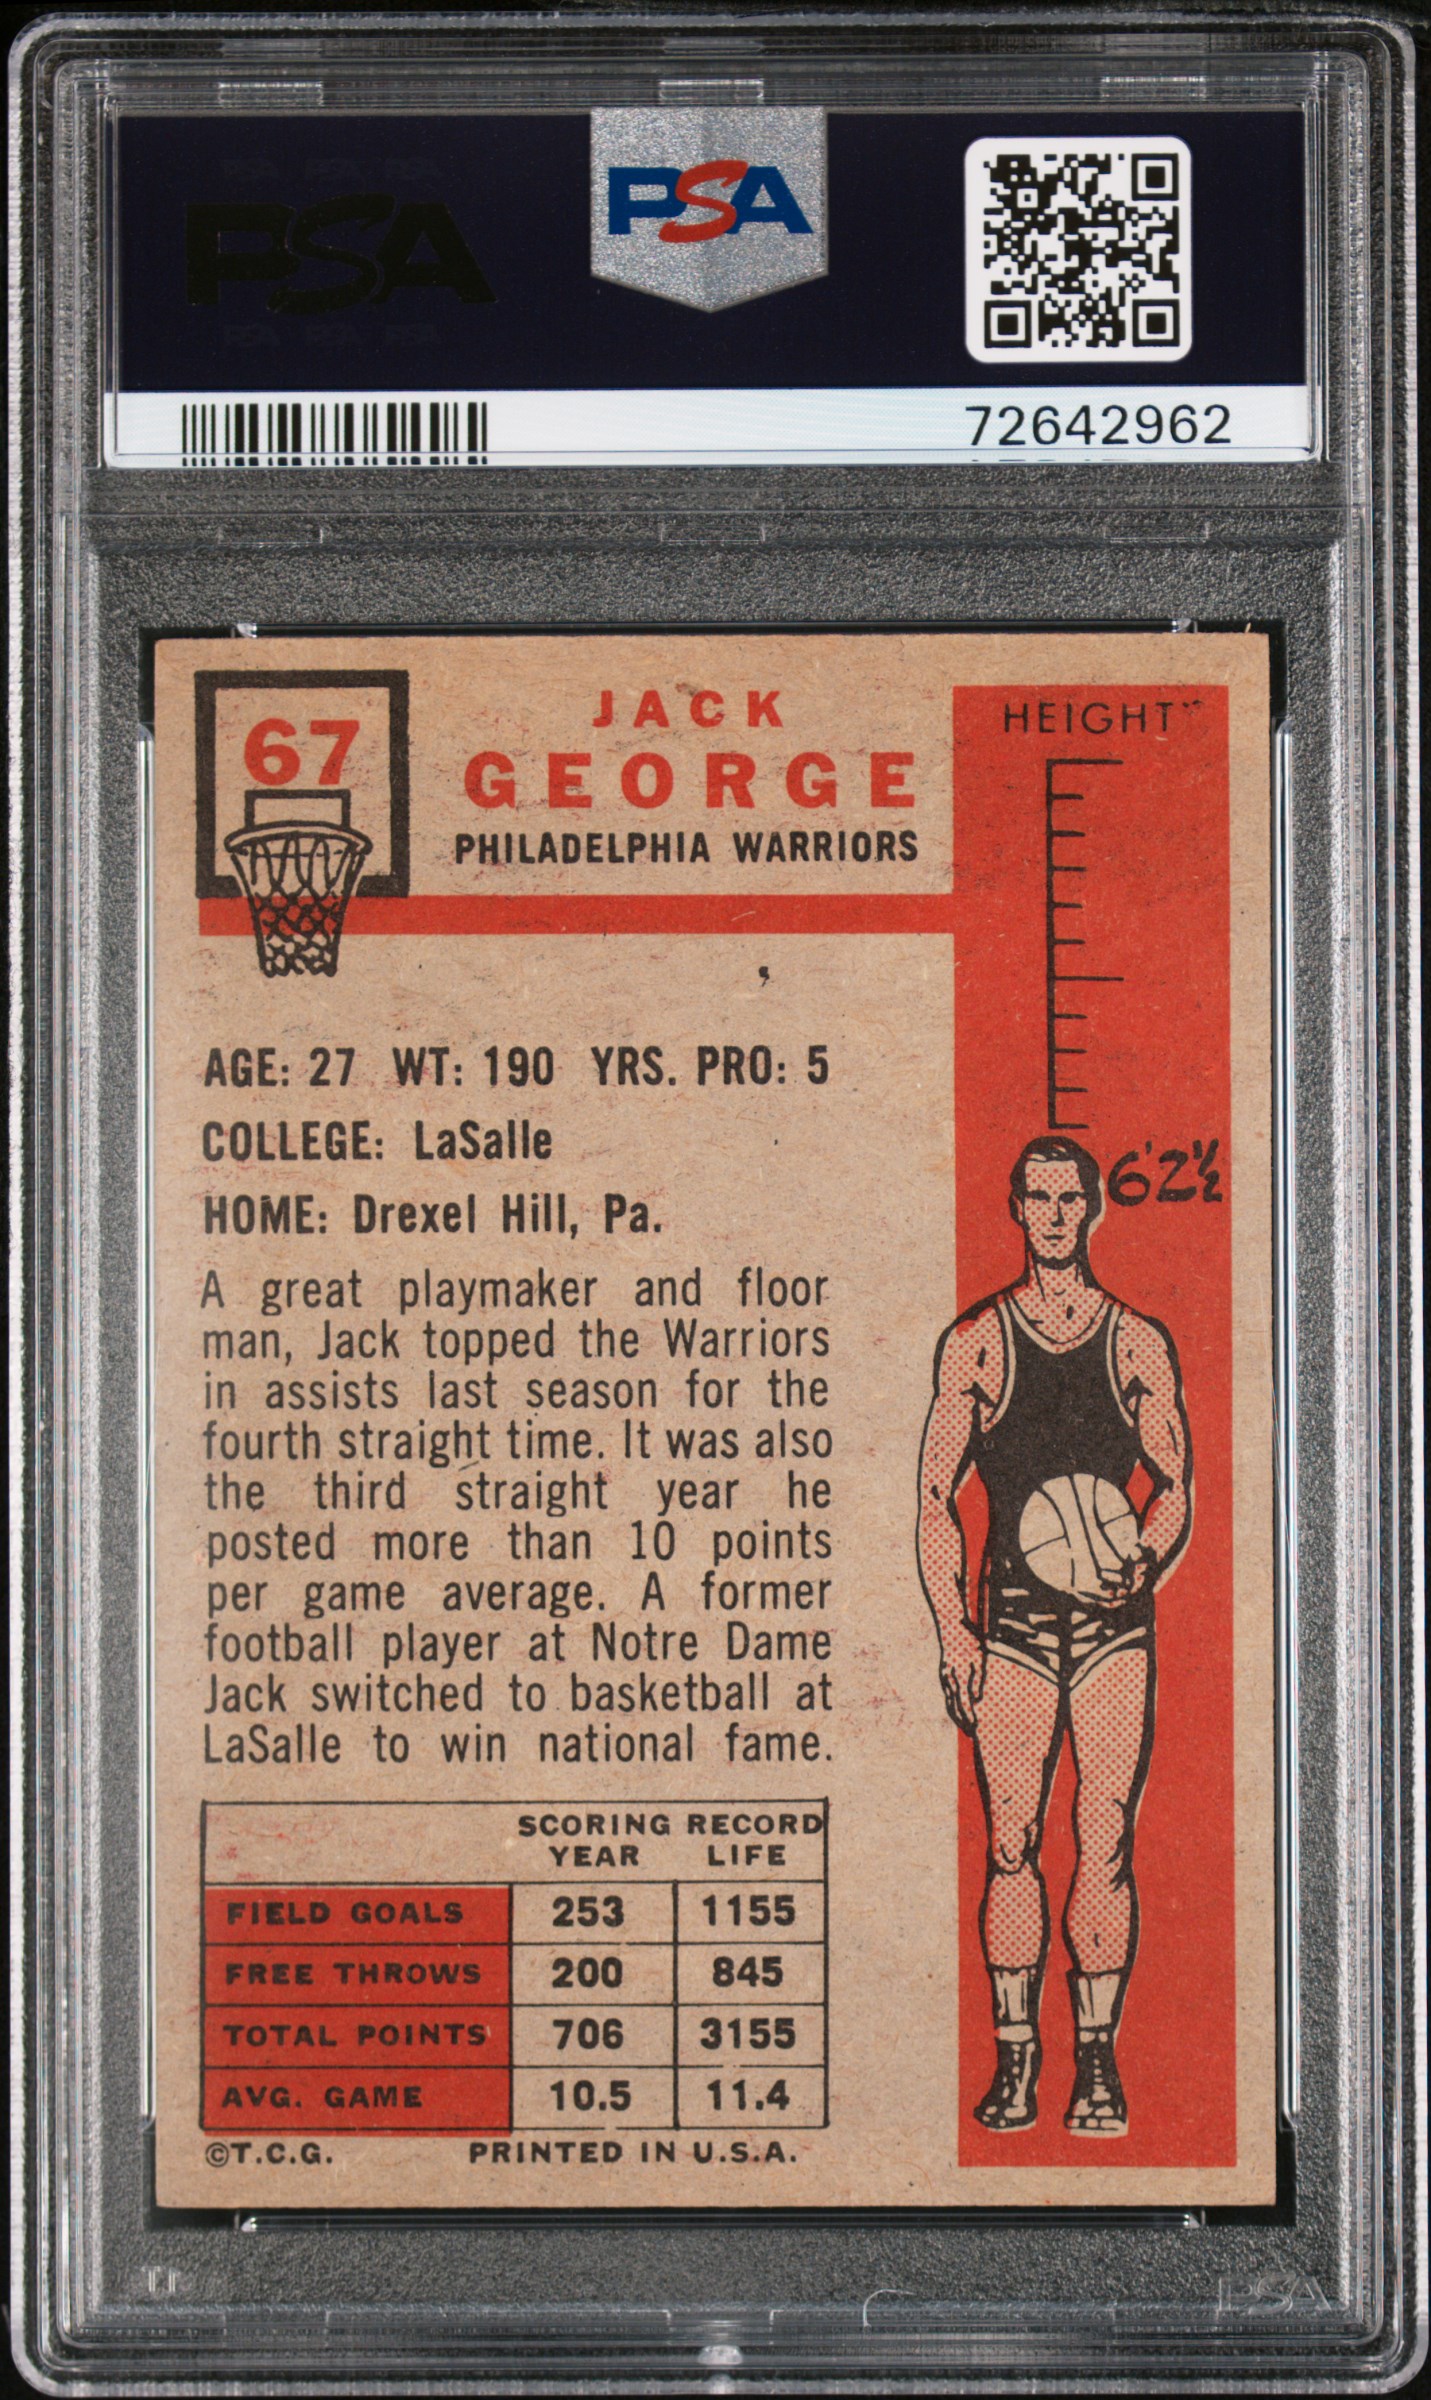 PSA
PSA
72642962
67
JACK
GEORGE
PHILADELPHIA WARRIORS
HEIGHT
AGE: 27 WT: 190 YRS. PRO: 5
COLLEGE: LaSalle
HOME: Drexel Hill, Pa.
6'2½
A great playmaker and floor
man, Jack topped the Warriors
in assists last season for the
fourth straight time. It was also
the third straight year he
posted more than 10 points
per game average. A former
football player at Notre Dame
Jack switched to basketball at
LaSalle to win national fame.
SCORING RECORD
YEAR LIFE
FIELD GOALS 253 1155
FREE THROWS 200 845
TOTAL POINTS 706 3155
AVG. GAME 10.5 11.4
©T.C.G. PRINTED IN U.S.A.
PSA